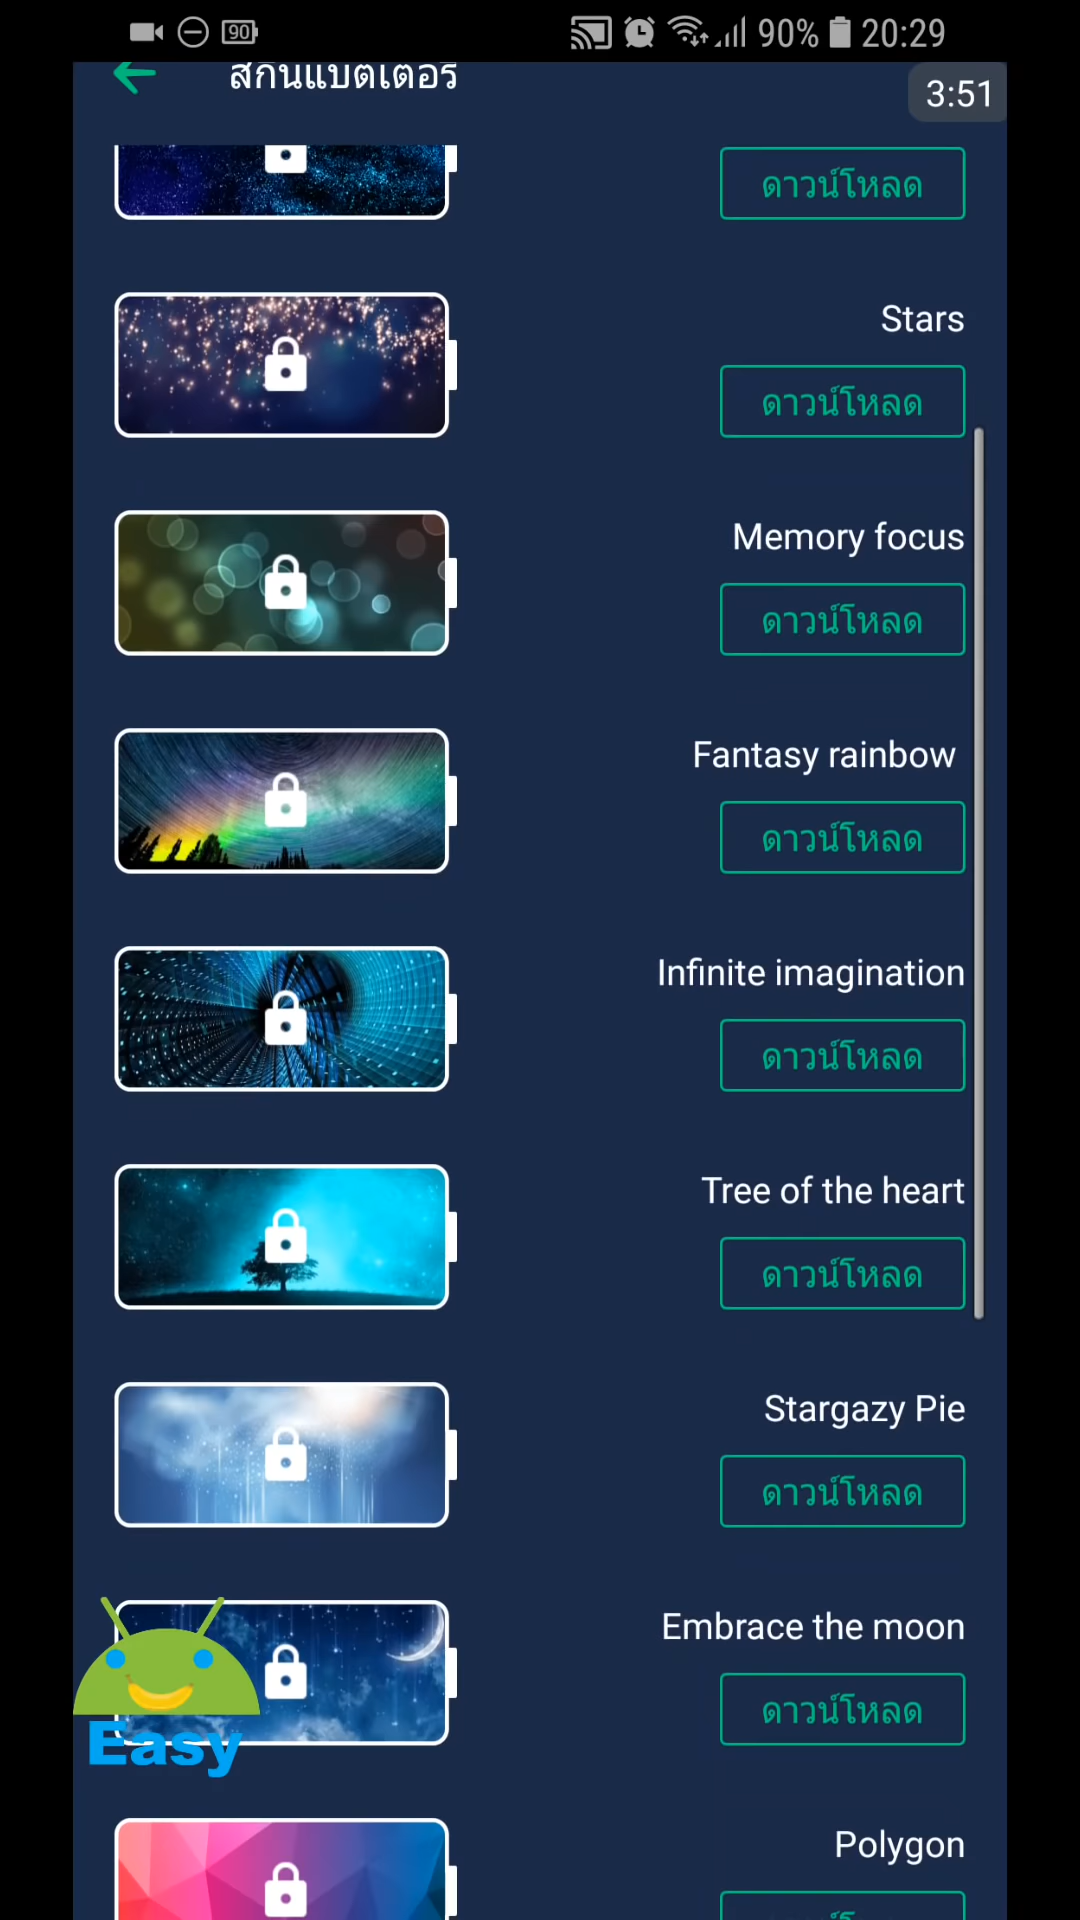 90 90% 20:29
สกินแบตเตอรี่
3:51
ดาวน์โหลด
Stars
ดาวน์โหลด
Memory focus
ดาวน์โหลด
Fantasy rainbow
ดาวน์โหลด
Infinite imagination
ดาวน์โหลด
Tree of the heart
ดาวน์โหลด
Stargazy Pie
ดาวน์โหลด
Embrace the moon
ดาวน์โหลด
Easy
Polygon